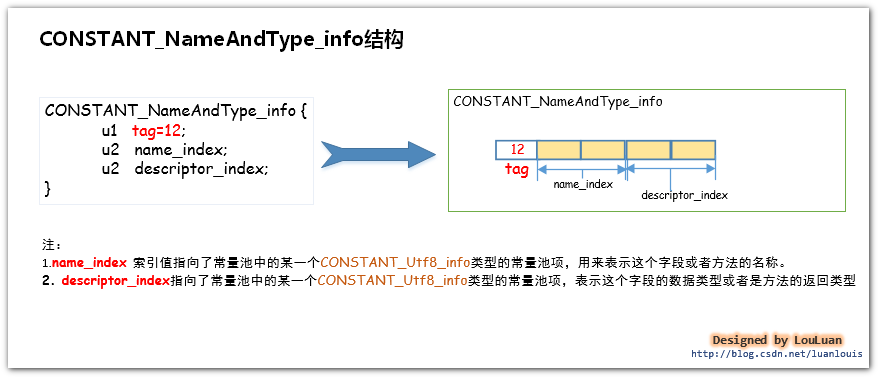 CONSTANT_NameAndType_info结构
CONSTANT_NameAndType_info {
u1 tag=12;
u2 name_index;
u2 descriptor_index;
}
CONSTANT_NameAndType_info
12
tag
name_index
descriptor_index
注：
1.name_index 索引值指向了常量池中的某一个CONSTANT_Utf8_info类型的常量池项，用来表示这个字段或者方法的名称。
2. descriptor_index指向了常量池中的某一个CONSTANT_Utf8_info类型的常量池项，表示这个字段的数据类型或者是方法的返回类型
Designed by LouLuan
http://blog.csdn.net/luanlouis